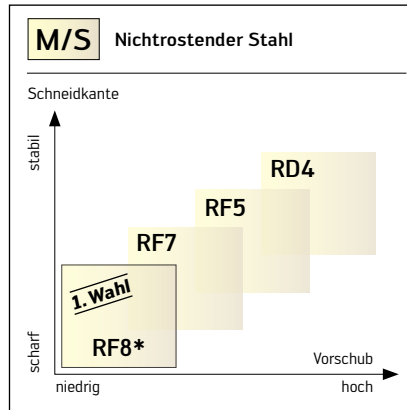 M/S Nichtrostender Stahl
Schneidkante
stabil
RD4
RF5
RF7
1. Wahl
RF8*
scharf
Vorschub
niedrig
hoch